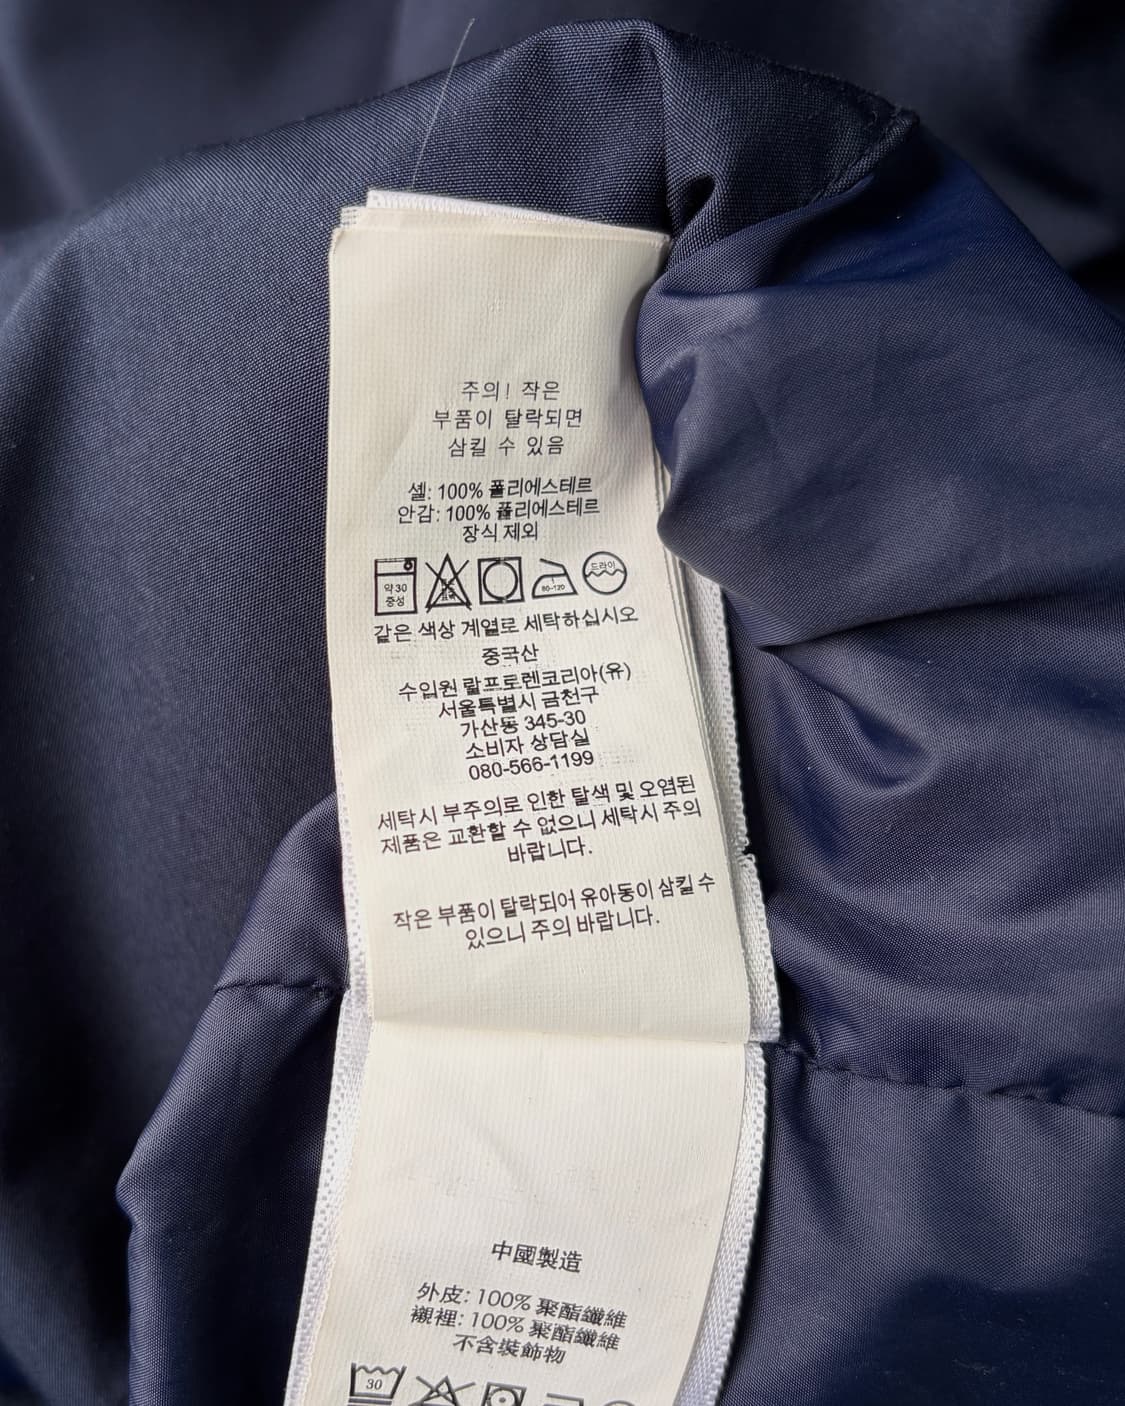 주의! 작은
부품이 탈락되면
삼킬 수 있음
셸: 100% 폴리에스테르
안감: 100% 폴리에스테르
장식 제외
약 30
중성
80-120
드라이
같은 색상 계열로 세탁하십시오
중국산
수입원 랄프로렌코리아(유)
서울특별시 금천구
가산동 345-30
소비자 상담실
080-566-1199
세탁시 부주의로 인한 탈색 및 오염된
제품은 교환할 수 없으니 세탁시 주의
바랍니다.
작은 부품이 탈락되어 유아동이 삼킬 수
있으니 주의 바랍니다.
中國製造
外皮: 100% 聚酯纖維
襯裡: 100% 聚酯纖維
不含裝飾物
30